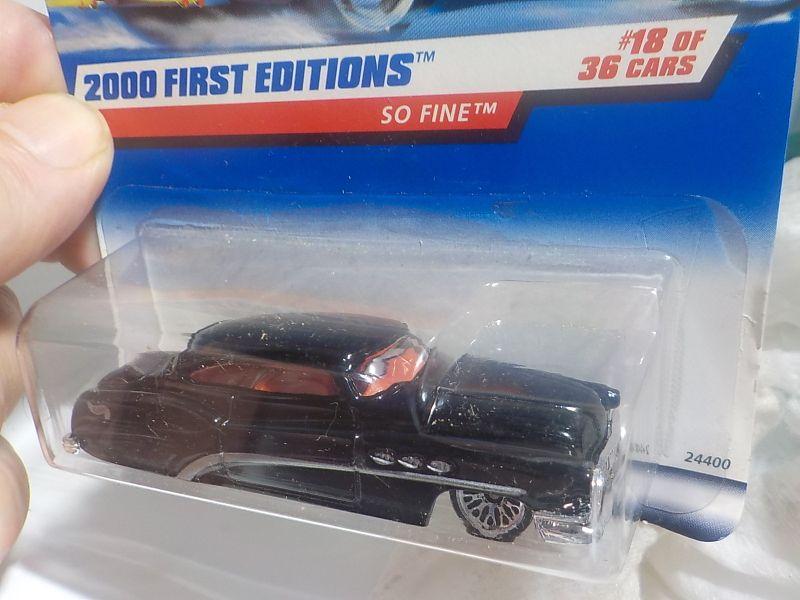 2000 FIRST EDITIONS™
#18 OF
36 CARS
SO FINE™
24400